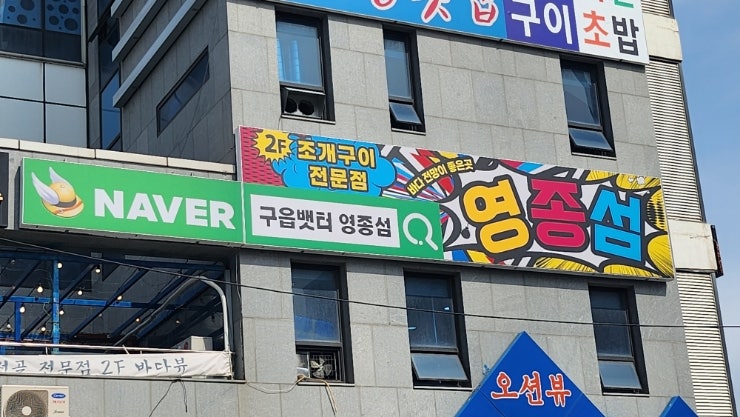 구이
초밥
2F 조개구이
전문점
바다 전망이 좋은곳
영종섬
NAVER
구읍뱃터 영종섬
전문점 2F 바다뷰
오션뷰